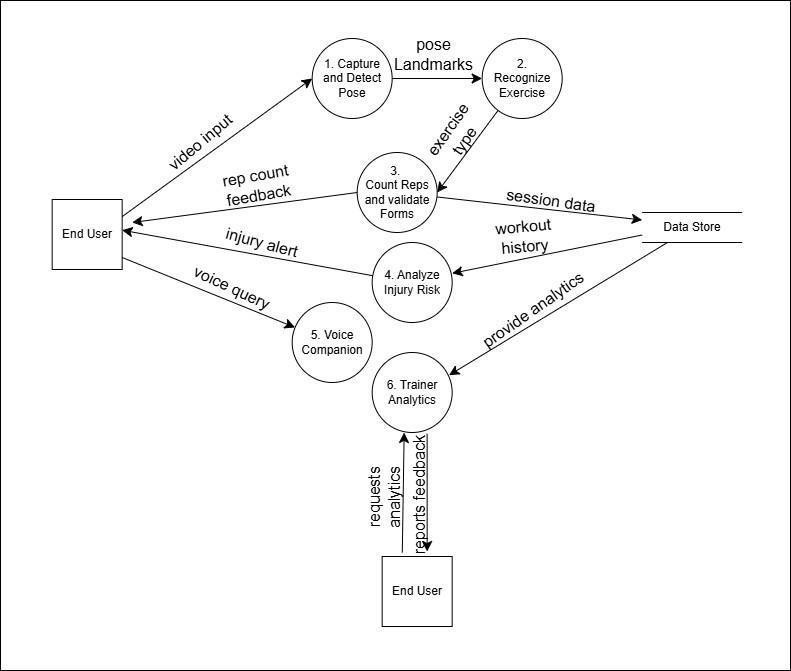 pose
Landmarks
1. Capture
and Detect
Pose
2.
Recognize
Exercise
video input
exercise
type
rep count
feedback
3.
Count Reps
and validate
Forms
session data
End User
Data Store
injury alert
workout
history
4. Analyze
Injury Risk
voice query
provide analytics
5. Voice
Companion
6. Trainer
Analytics
requests
analytics
reports feedback
End User